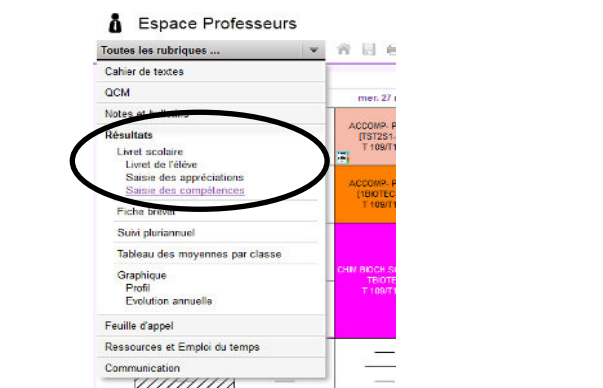 Espace Professeurs
Toutes les rubriques ...
Cahier de textes
QCM
mer. 27
Notes et bulletins
Résultats
Livret scolaire
Livret de l'élève
Saisie des appréciations
Saisie des compétences
Fiche brevet
Suivi pluriannuel
Tableau des moyennes par classe
Graphique
Profil
Evolution annuelle
Feuille d'appel
Ressources et Emploi du temps
Communication
ACCOMP- P
[TST2S1-
T 109/T1
ACCOMP- P
(1BIOTEC
T 109/T1
CHIM BIOCH S
TBIOTE
T 109/T1